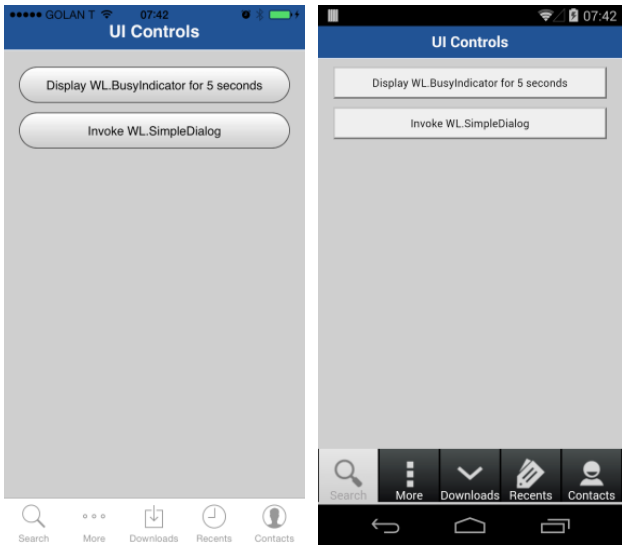 GOLAN T 07:42
UI Controls
Display WL.BusyIndicator for 5 seconds
Invoke WL.SimpleDialog
Search More Downloads Recents Contacts
07:42
UI Controls
Display WL.BusyIndicator for 5 seconds
Invoke WL.SimpleDialog
Search More Downloads Recents Contacts